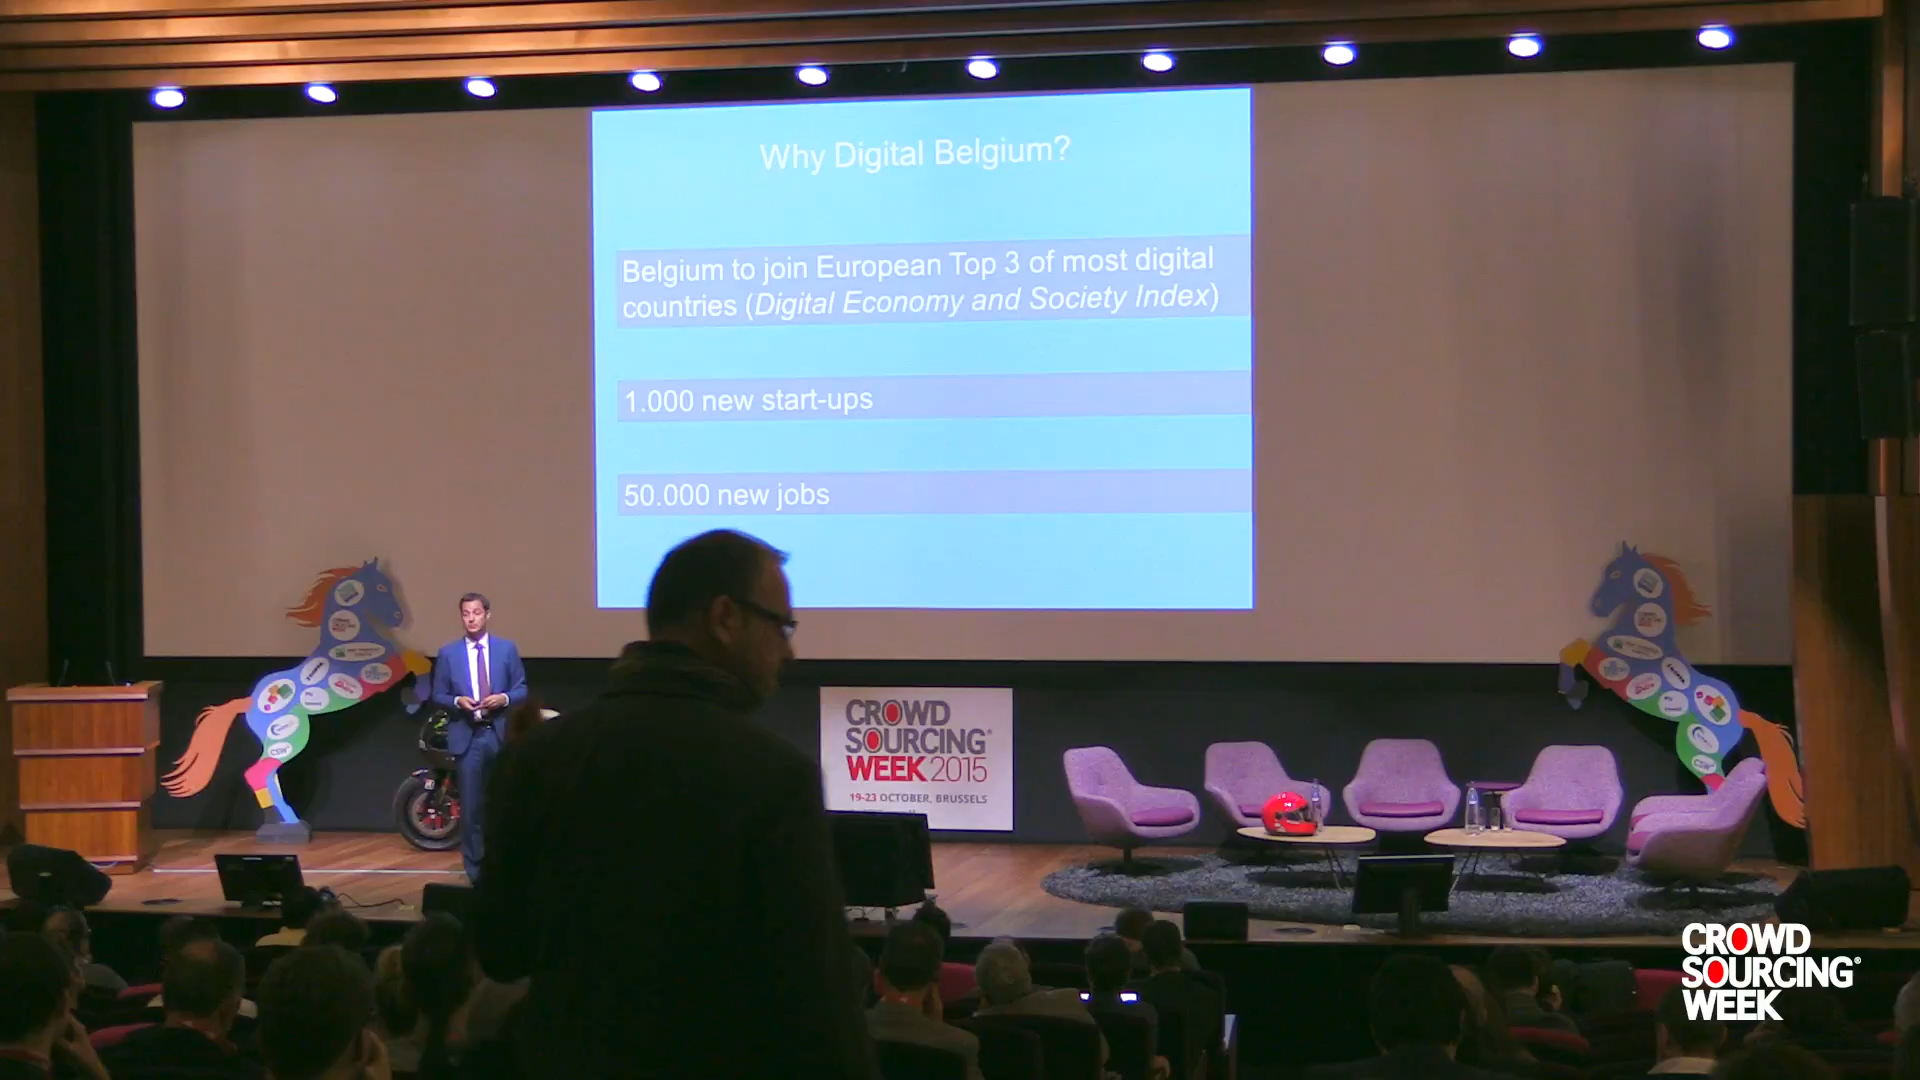 Why Digital Belgium?
Belgium to join European Top 3 of most digital
countries (Digital Economy and Society Index)
1.000 new start-ups
50.000 new jobs
CROWD
SOURCING®
WEEK 2015
19-23 OCTOBER, BRUSSELS
CROWD
SOURCING®
WEEK